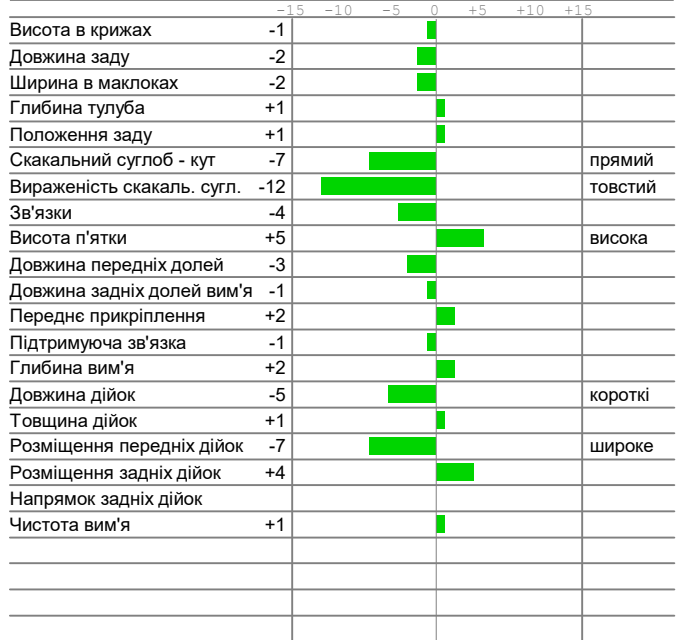 -15 -10 -5 0 +5 +10 +15
Висота в крижах -1
Довжина заду -2
Ширина в маклоках -2
Глибина тулуба +1
Положення заду +1
Скакальний суглоб - кут -7 прямий
Вираженість скакаль. сугл. -12 товстий
Зв'язки -4
Висота п'ятки +5 висока
Довжина передніх долей -3
Довжина задніх долей вим'я -1
Переднє прикріплення +2
Підтримуюча зв'язка -1
Глибина вим'я +2
Довжина дійок -5 короткі
Товщина дійок +1
Розміщення передніх дійок -7 широке
Розміщення задніх дійок +4
Напрямок задніх дійок
Чистота вим'я +1